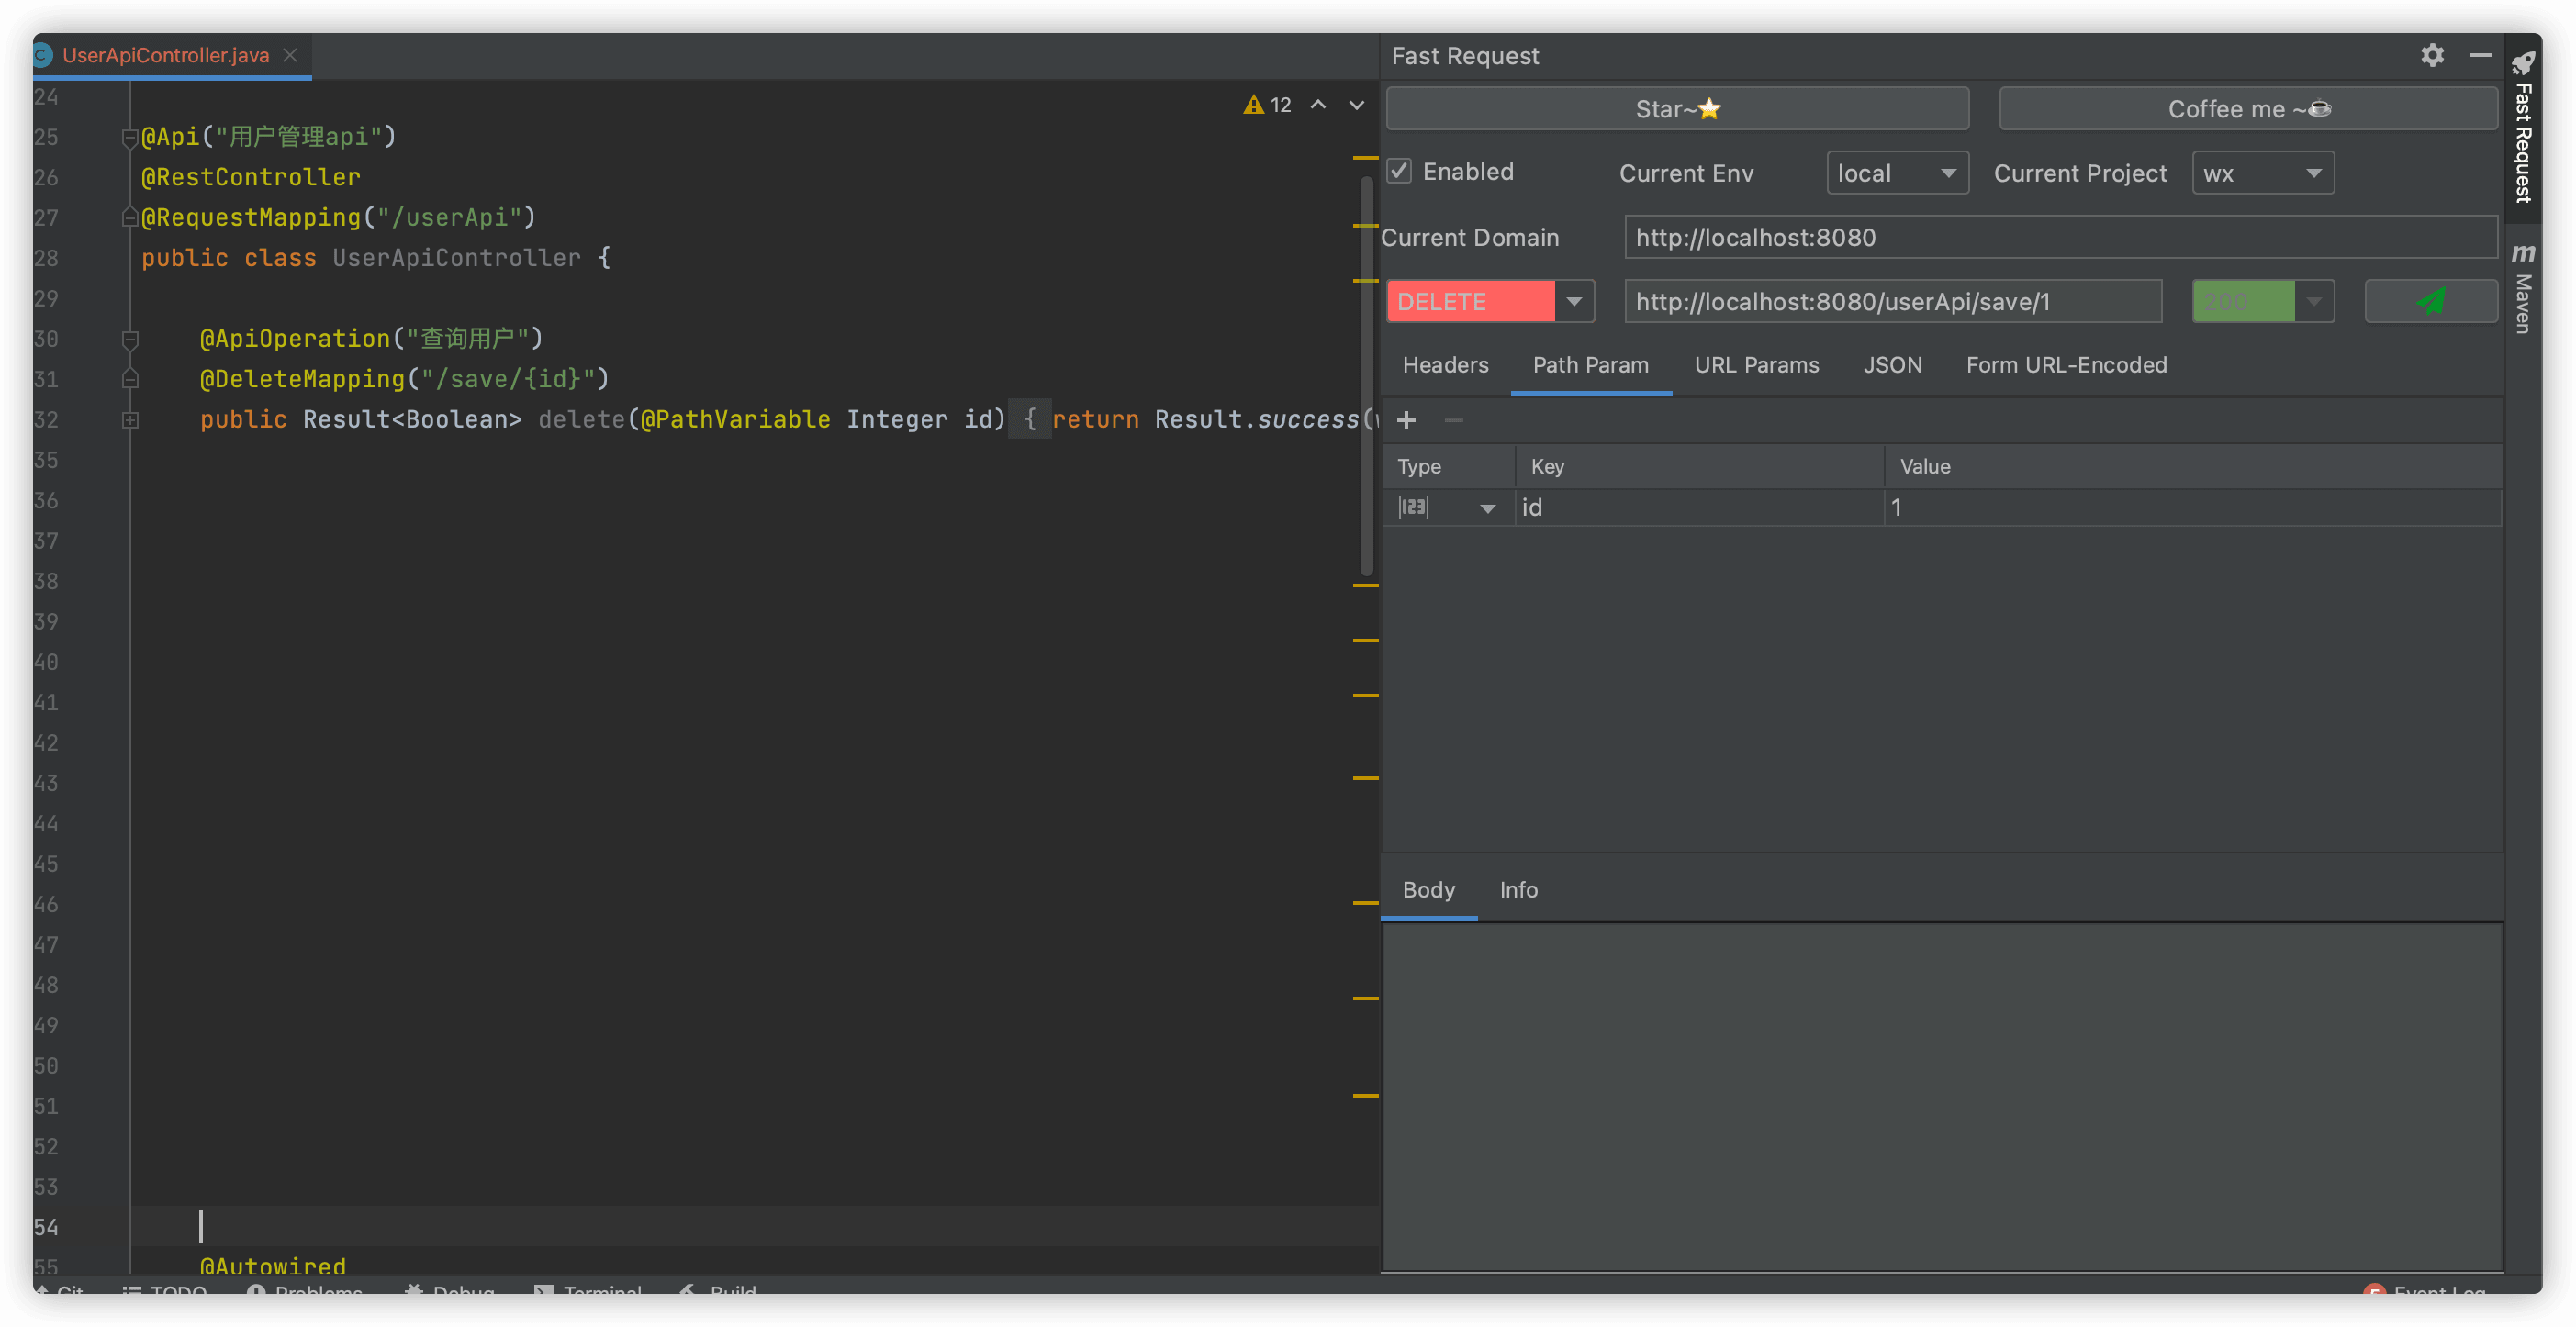 UserApiController.java
24
25 @Api("用户管理api")
26 @RestController
27 @RequestMapping("/userApi")
28 public class UserApiController {
29
30 @ApiOperation("查询用户")
31 @DeleteMapping("/save/{id}")
32 public Result<Boolean> delete(@PathVariable Integer id) { return Result.success(
35
36
37
38
39
40
41
42
43
44
45
46
47
48
49
50
51
52
53
54
55 @Autowired
12
Fast Request
Star~⭐
Coffee me ~☕
Enabled Current Env local Current Project wx
Current Domain http://localhost:8080
DELETE http://localhost:8080/userApi/save/1 200
Headers Path Param URL Params JSON Form URL-Encoded
Type Key Value
123 id 1
Body Info
Fast Request
m Maven
Git TODO Problems Debug Terminal Build
Event Log